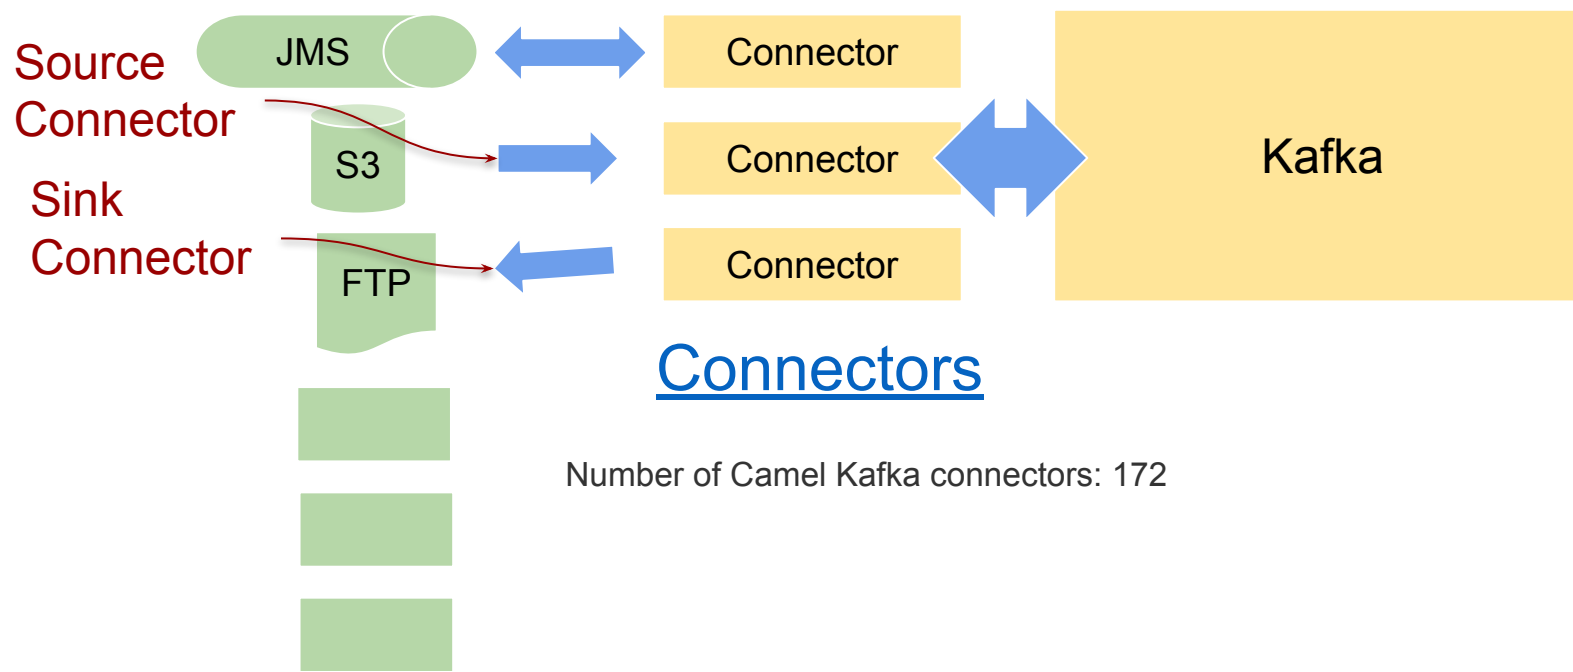 Source
Connector
JMS
Connector
S3
Connector
Kafka
Sink
Connector
FTP
Connector
Connectors
Number of Camel Kafka connectors: 172